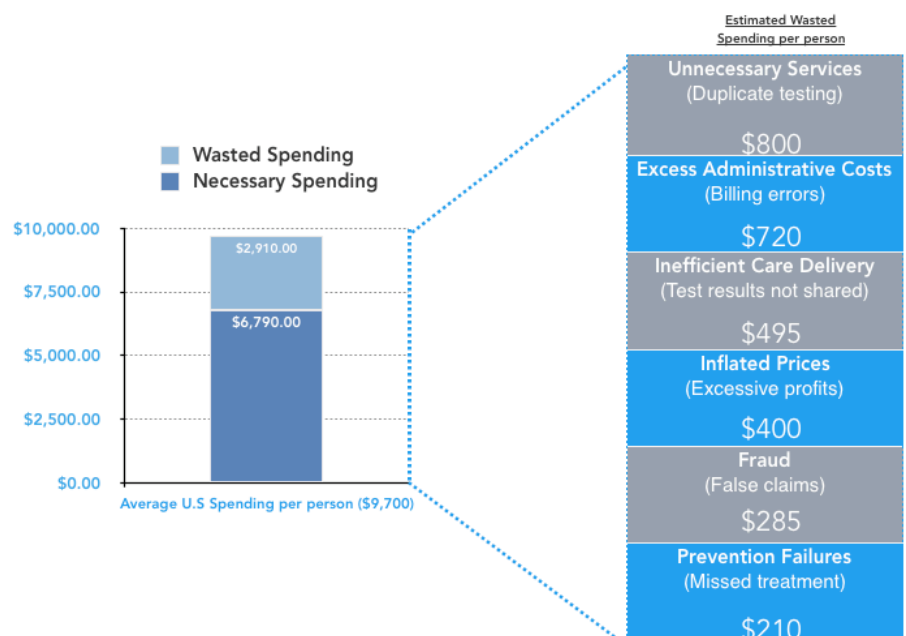 Estimated Wasted
Spending per person
Unnecessary Services
(Duplicate testing)
$800
Excess Administrative Costs
(Billing errors)
$720
Inefficient Care Delivery
(Test results not shared)
$495
Inflated Prices
(Excessive profits)
$400
Fraud
(False claims)
$285
Prevention Failures
(Missed treatment)
$210
Wasted Spending
Necessary Spending
$10,000.00
$7,500.00
$5,000.00
$2,500.00
$0.00
$2,910.00
$6,790.00
Average U.S Spending per person ($9,700)